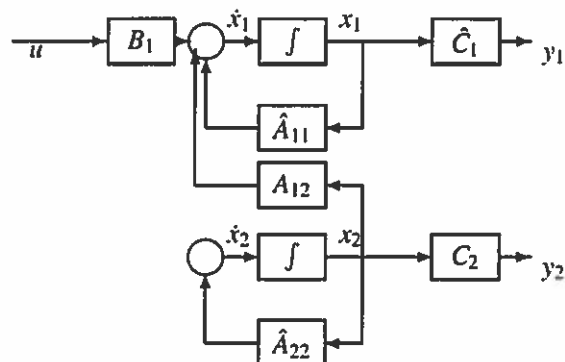 u B₁ ẋ₁ ∫ x₁ Ĉ₁ y₁
Â₁₁
A₁₂
ẋ₂ ∫ x₂ C₂ y₂
Â₂₂